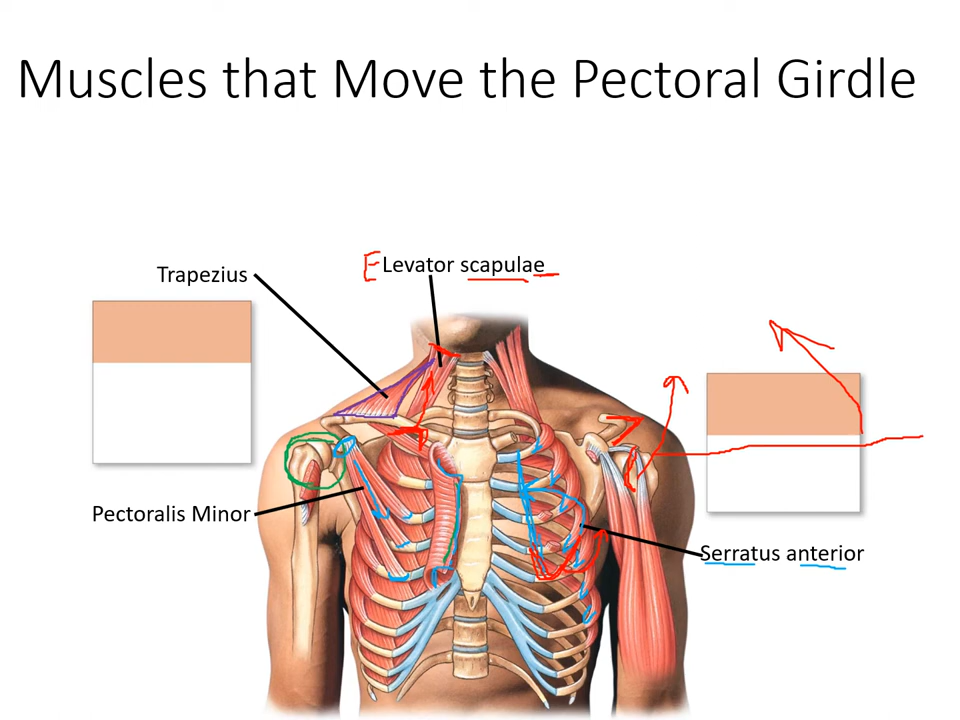 Muscles that Move the Pectoral Girdle
E Levator scapulae
Trapezius
Pectoralis Minor
Serratus anterior